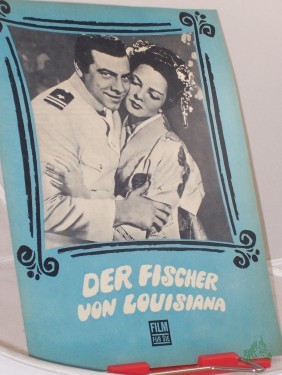 DER FISCHER
VON LOUISIANA
FILM
FÜR SIE